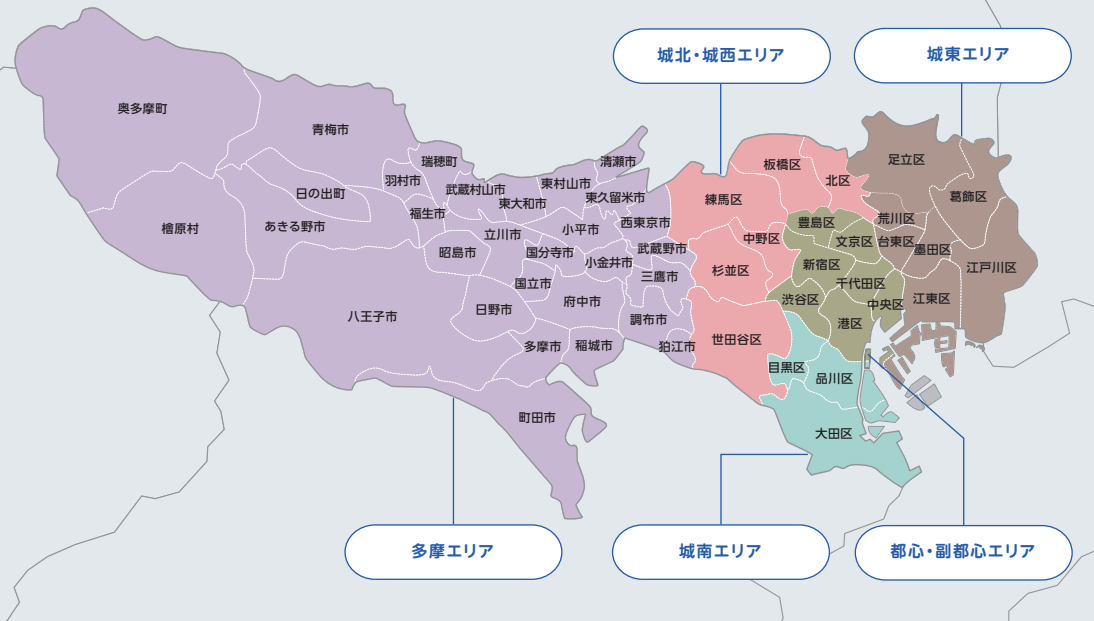 城北・城西エリア
城東エリア
奥多摩町
青梅市
瑞穂町
清瀬市
羽村市
武蔵村山市
東村山市
日の出町
東大和市
東久留米市
檜原村
あきる野市
福生市
立川市
小平市
西東京市
昭島市
国分寺市
小金井市
武蔵野市
国立市
三鷹市
八王子市
日野市
府中市
調布市
多摩市
稲城市
狛江市
町田市
板橋区
北区
足立区
練馬区
葛飾区
豊島区
荒川区
中野区
文京区
台東区
墨田区
杉並区
新宿区
千代田区
江戸川区
渋谷区
中央区
江東区
世田谷区
港区
目黒区
品川区
大田区
多摩エリア
城南エリア
都心・副都心エリア